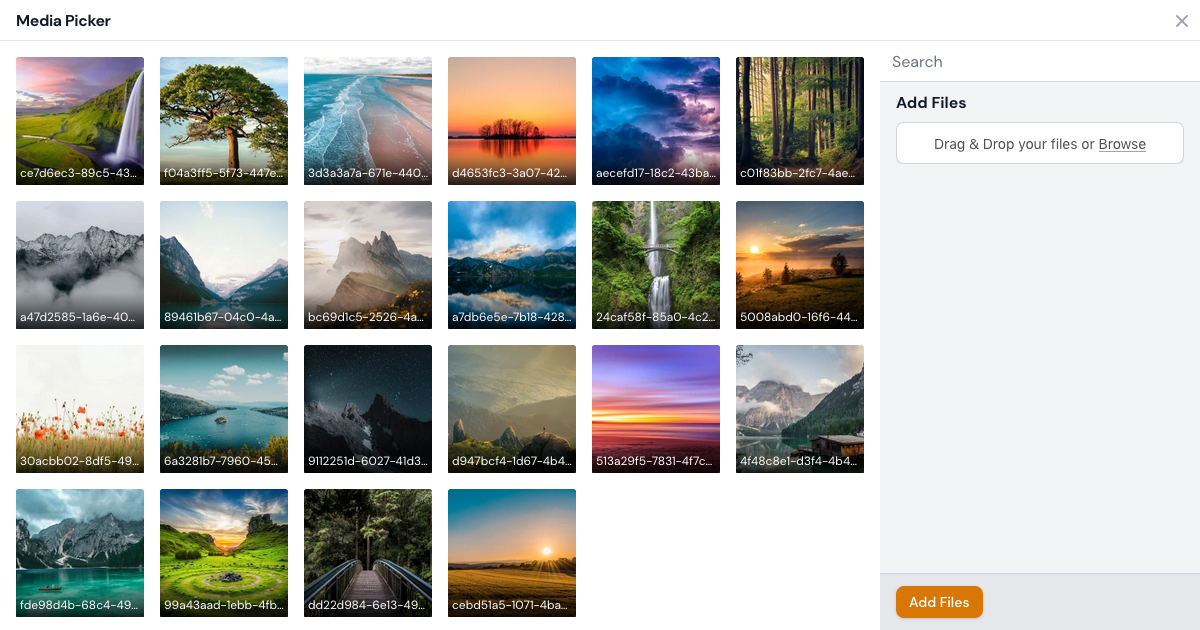 Media Picker
Search
Add Files
Drag & Drop your files or Browse
ce7d6ec3-89c5-43...
f04a3ff5-5f73-447e...
3d3a3a7a-671e-440...
d4653fc3-3a07-42...
aecefd17-18c2-43ba...
c01f83bb-2fc7-4ae...
a47d2585-1a6e-40...
89461b67-04c0-4a...
bc69d1c5-2526-4a...
a7db6e5e-7b18-428...
24caf58f-85a0-4c2...
5008abd0-16f6-44...
30acbb02-8df5-49...
6a3281b7-7960-45...
9112251d-6027-41d3...
d947bcf4-1d67-4b4...
513a29f5-7831-4f7c...
4f48c8e1-d3f4-4b4...
fde98d4b-68c4-49...
99a43aad-1ebb-4fb...
dd22d984-6e13-49...
cebd51a5-1071-4ba...
Add Files